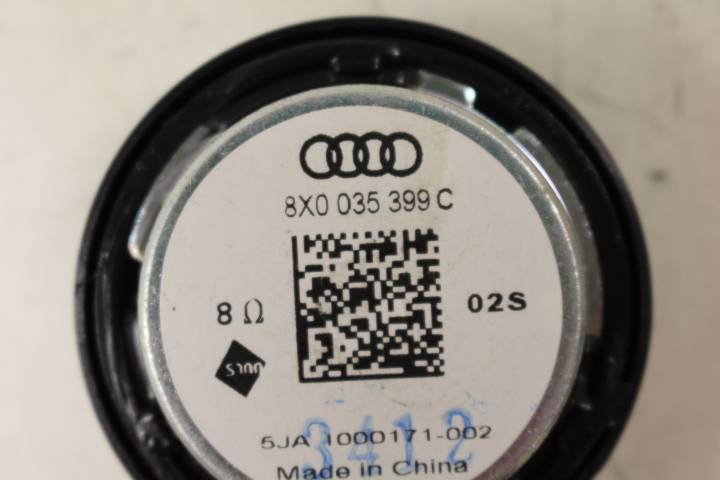 8X0 035 399 C
8 Ω
02S
5JA 1000171-002
3412
Made in China